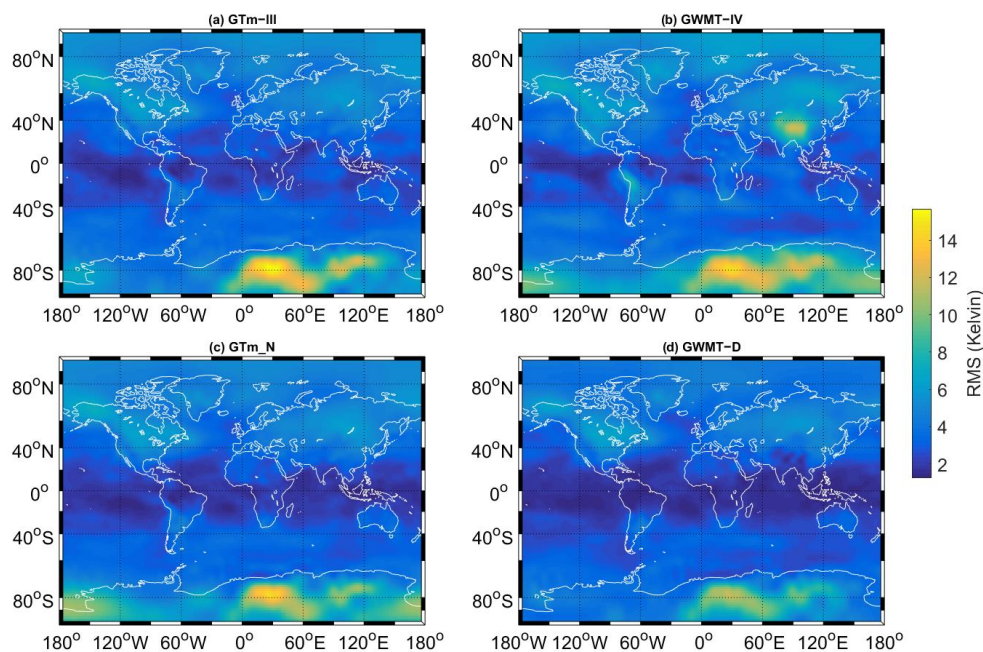 (a) GTm−III
(b) GWMT−IV
80°N
40°N
0°
40°S
80°S
180° 120°W 60°W 0° 60°E 120°E 180°
80°N
40°N
0°
40°S
80°S
180° 120°W 60°W 0° 60°E 120°E 180°
(c) GTm_N
(d) GWMT−D
80°N
40°N
0°
40°S
80°S
180° 120°W 60°W 0° 60°E 120°E 180°
80°N
40°N
0°
40°S
80°S
180° 120°W 60°W 0° 60°E 120°E 180°
14
12
10
8
6
4
2
RMS (Kelvin)